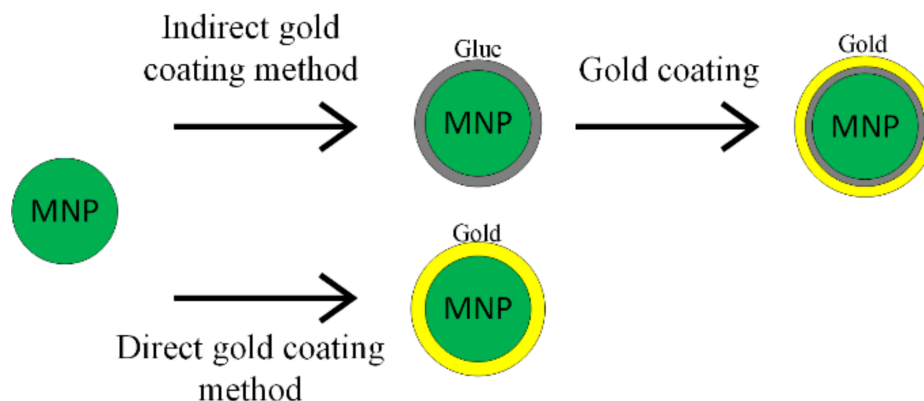 Indirect gold
coating method
Gluc
MNP
Gold coating
Gold
MNP
MNP
Gold
MNP
Direct gold coating
method